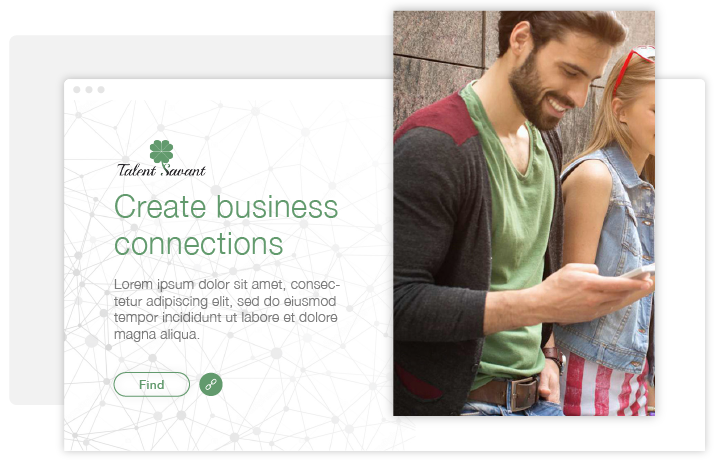 Talent Savant
Create business
connections
Lorem ipsum dolor sit amet, consec-
tetur adipiscing elit, sed do eiusmod
tempor incididunt ut labore et dolore
magna aliqua.
Find